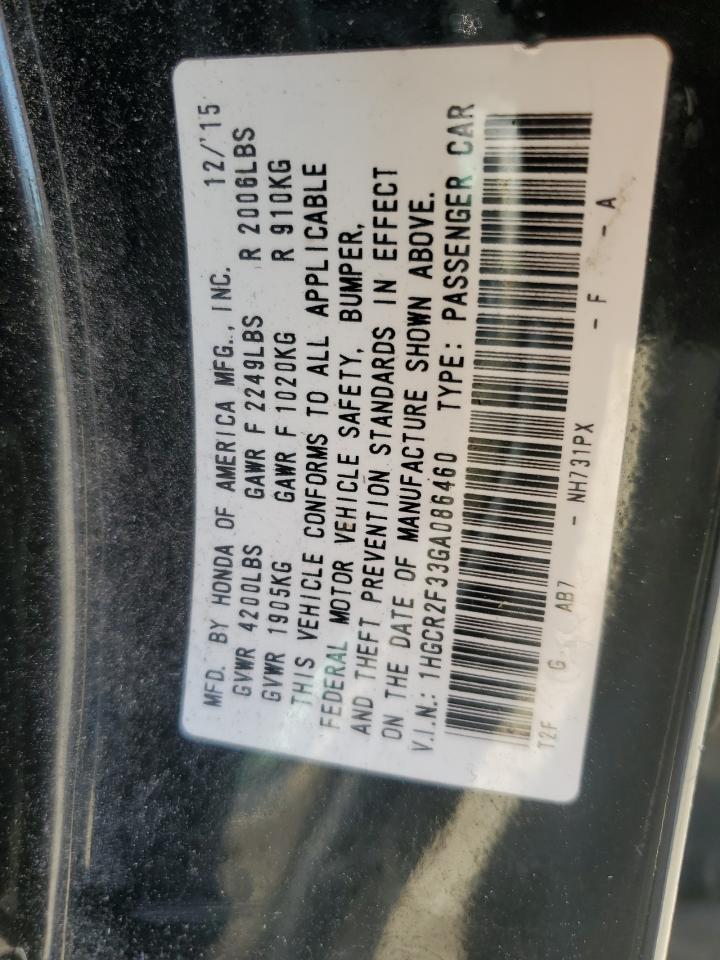 MFD. BY HONDA OF AMERICA MFG., INC. 12/'15
GVWR 4200LBS GAWR F 2249LBS R 2006LBS
GVWR 1905KG GAWR F 1020KG R 910KG
THIS VEHICLE CONFORMS TO ALL APPLICABLE
FEDERAL MOTOR VEHICLE SAFETY, BUMPER,
AND THEFT PREVENTION STANDARDS IN EFFECT
ON THE DATE OF MANUFACTURE SHOWN ABOVE.
V.I.N.: 1HGCR2F33GA086460 TYPE: PASSENGER CAR
T2F G AB7 - NH731PX - F - A